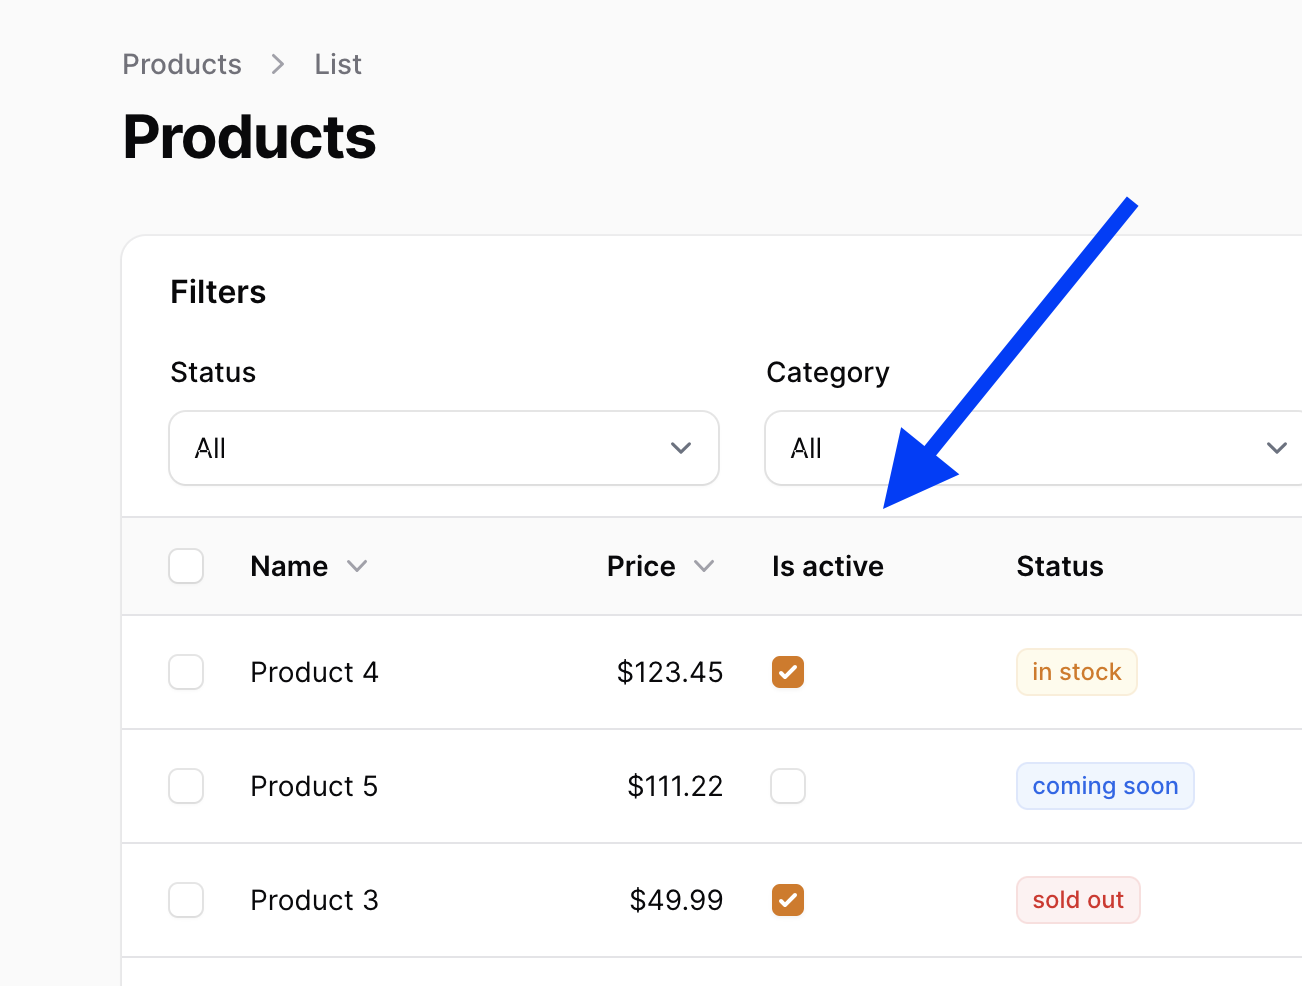 Products > List
Products
Filters
Status Category
All All
Name Price Is active Status
Product 4 $123.45 in stock
Product 5 $111.22 coming soon
Product 3 $49.99 sold out